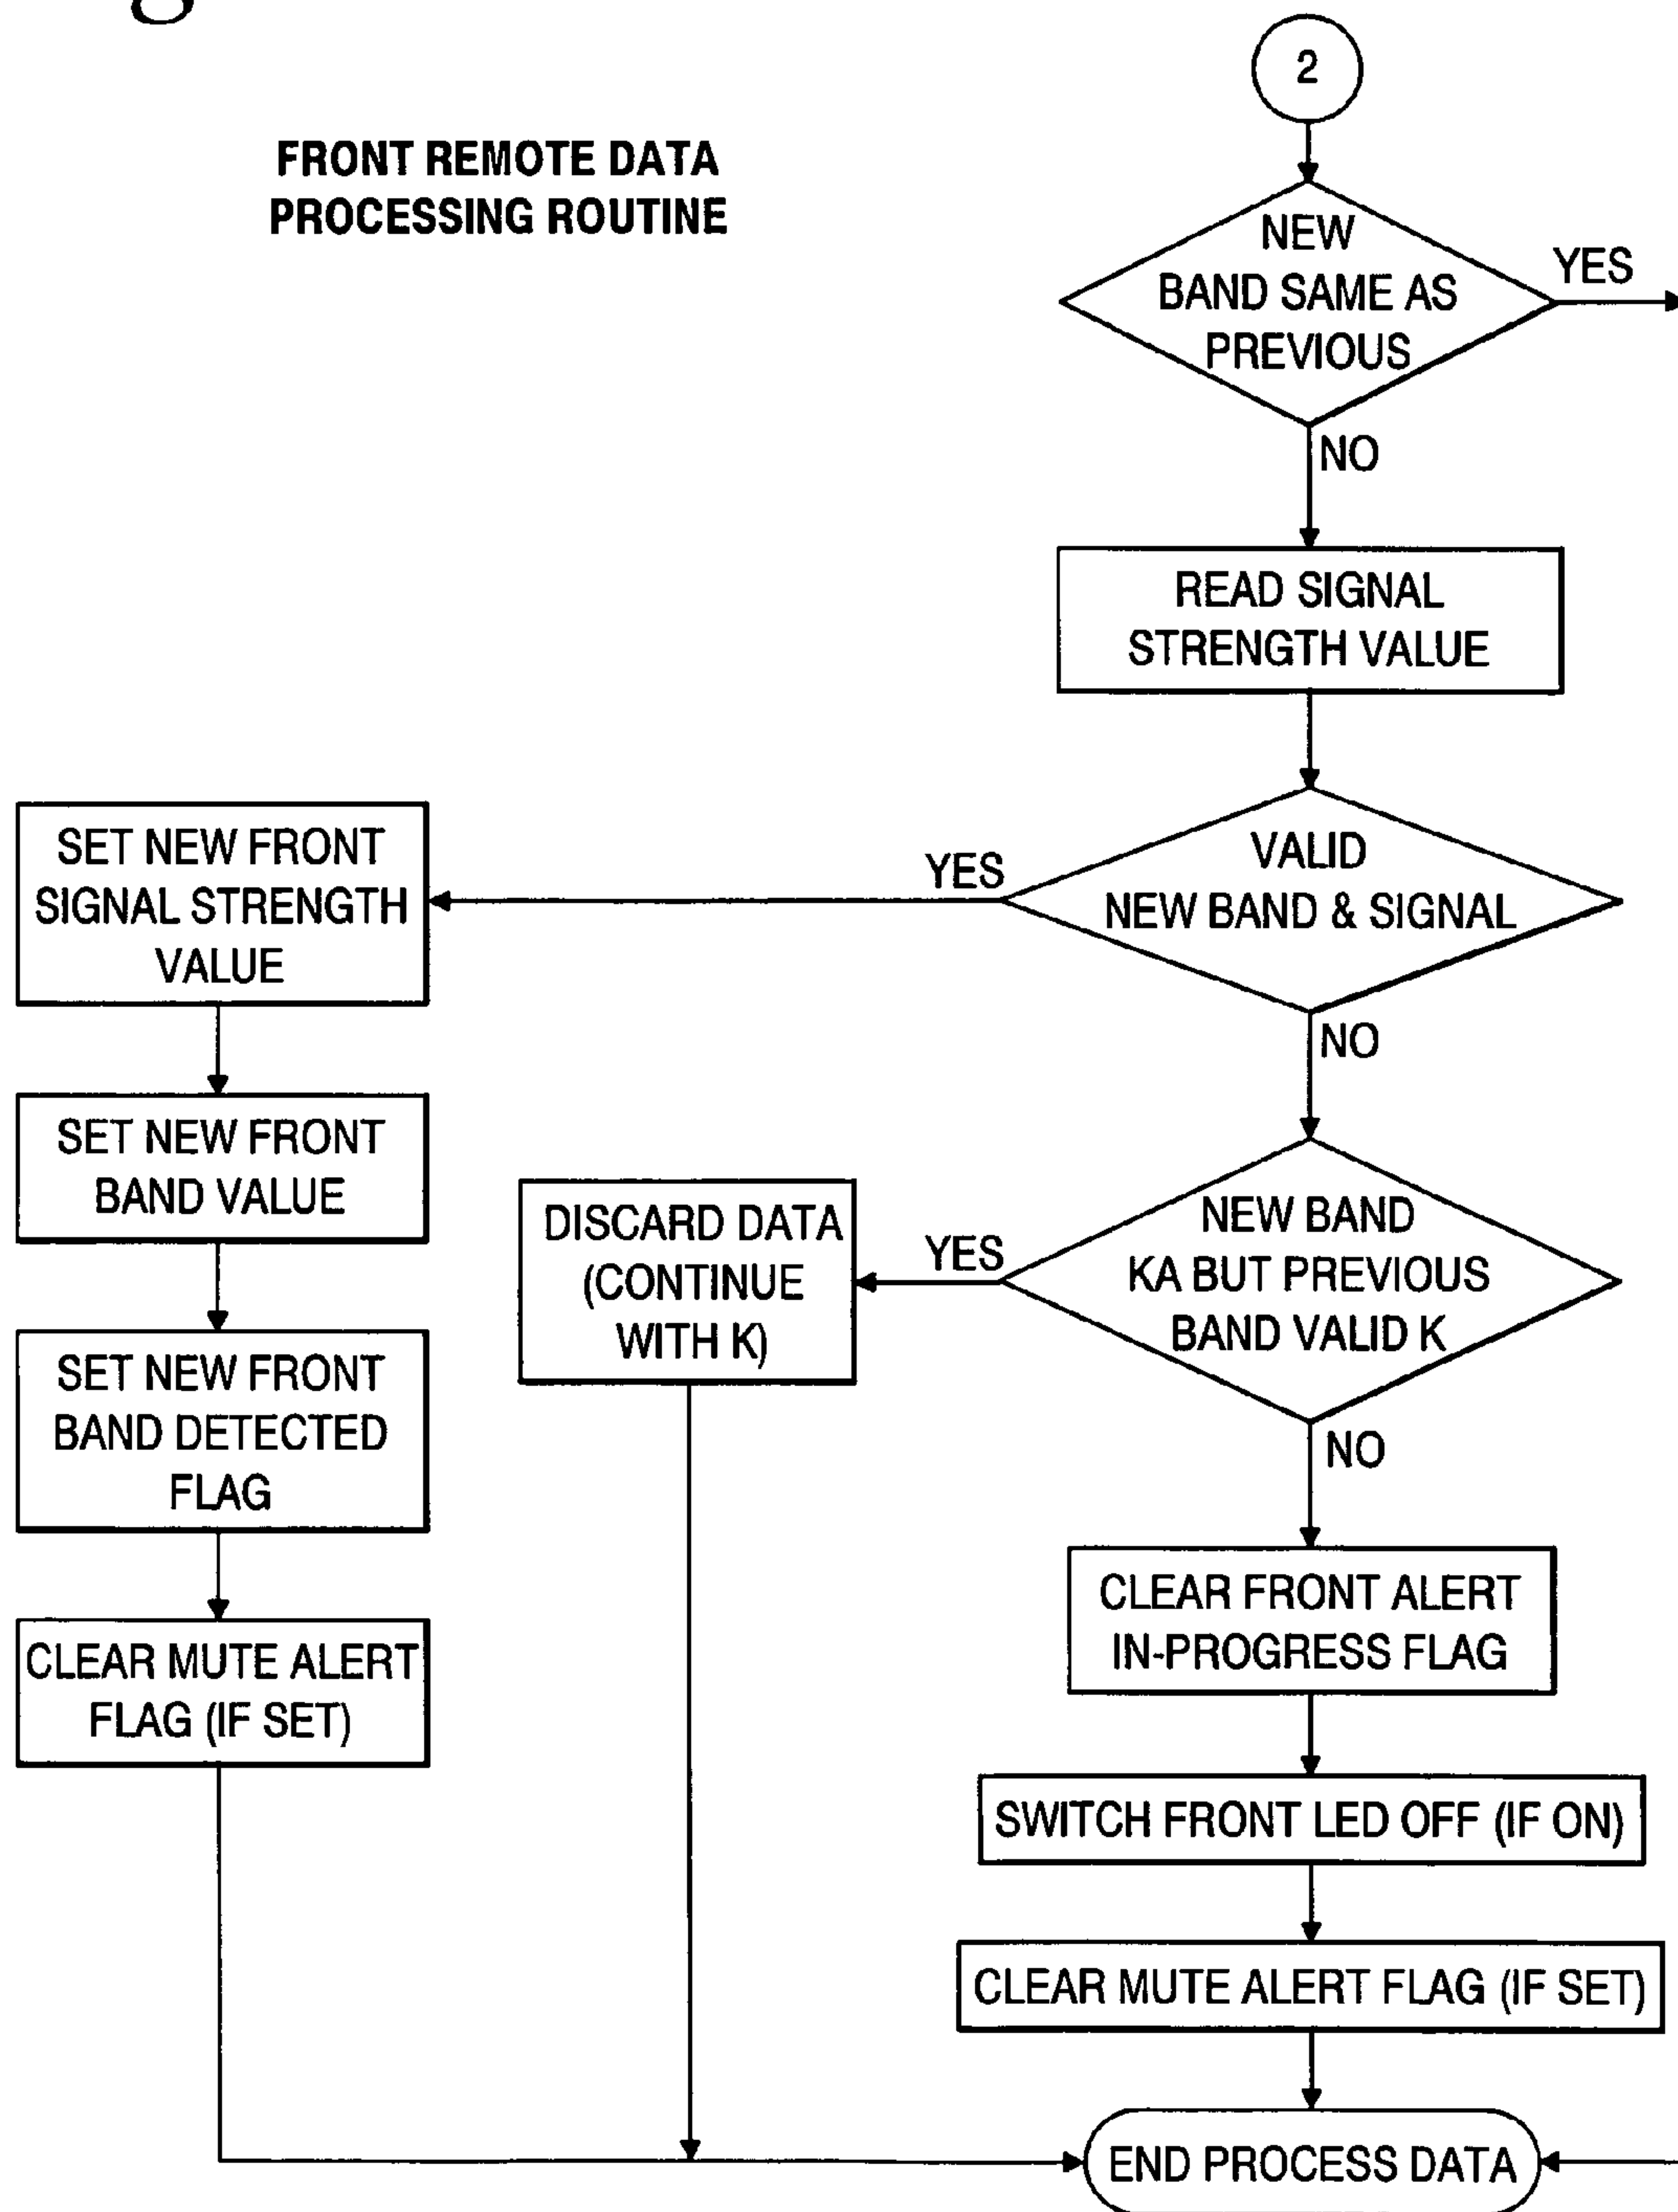 FRONT REMOTE DATA
PROCESSING ROUTINE
2
NEW
BAND SAME AS
PREVIOUS
YES
NO
READ SIGNAL
STRENGTH VALUE
VALID
NEW BAND & SIGNAL
YES
NO
SET NEW FRONT
SIGNAL STRENGTH
VALUE
SET NEW FRONT
BAND VALUE
SET NEW FRONT
BAND DETECTED
FLAG
CLEAR MUTE ALERT
FLAG (IF SET)
NEW BAND
KA BUT PREVIOUS
BAND VALID K
YES
DISCARD DATA
(CONTINUE
WITH K)
NO
CLEAR FRONT ALERT
IN-PROGRESS FLAG
SWITCH FRONT LED OFF (IF ON)
CLEAR MUTE ALERT FLAG (IF SET)
END PROCESS DATA